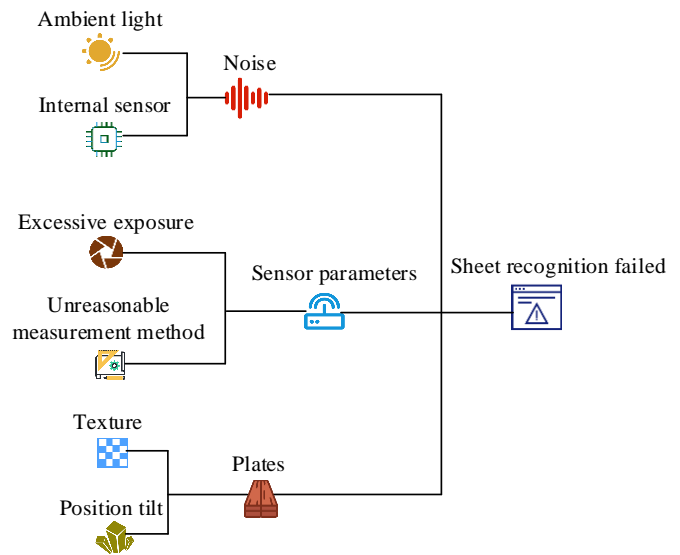 Ambient light
Noise
Internal sensor
Excessive exposure
Sensor parameters
Sheet recognition failed
Unreasonable
measurement method
Texture
Plates
Position tilt